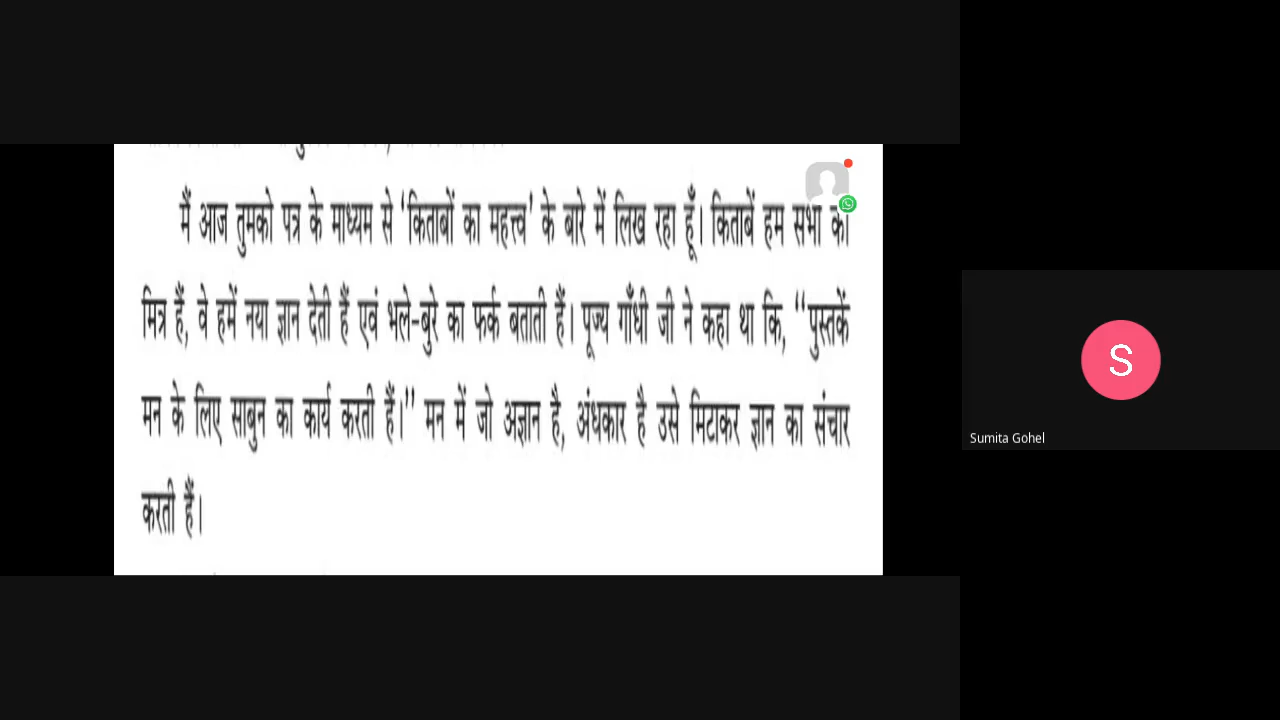 मैं आज तुमको पत्र के माध्यम से ‘किताबों का महत्त्व’ के बारे में लिख रहा हूँ। किताबें हम सभी की
मित्र हैं, वे हमें नया ज्ञान देती हैं एवं भले-बुरे का फर्क बताती हैं। पूज्य गाँधी जी ने कहा था कि, “पुस्तकें
मन के लिए साबुन का कार्य करती हैं।” मन में जो अज्ञान है, अंधकार है उसे मिटाकर ज्ञान का संचार
करती हैं।
S
Sumita Gohel